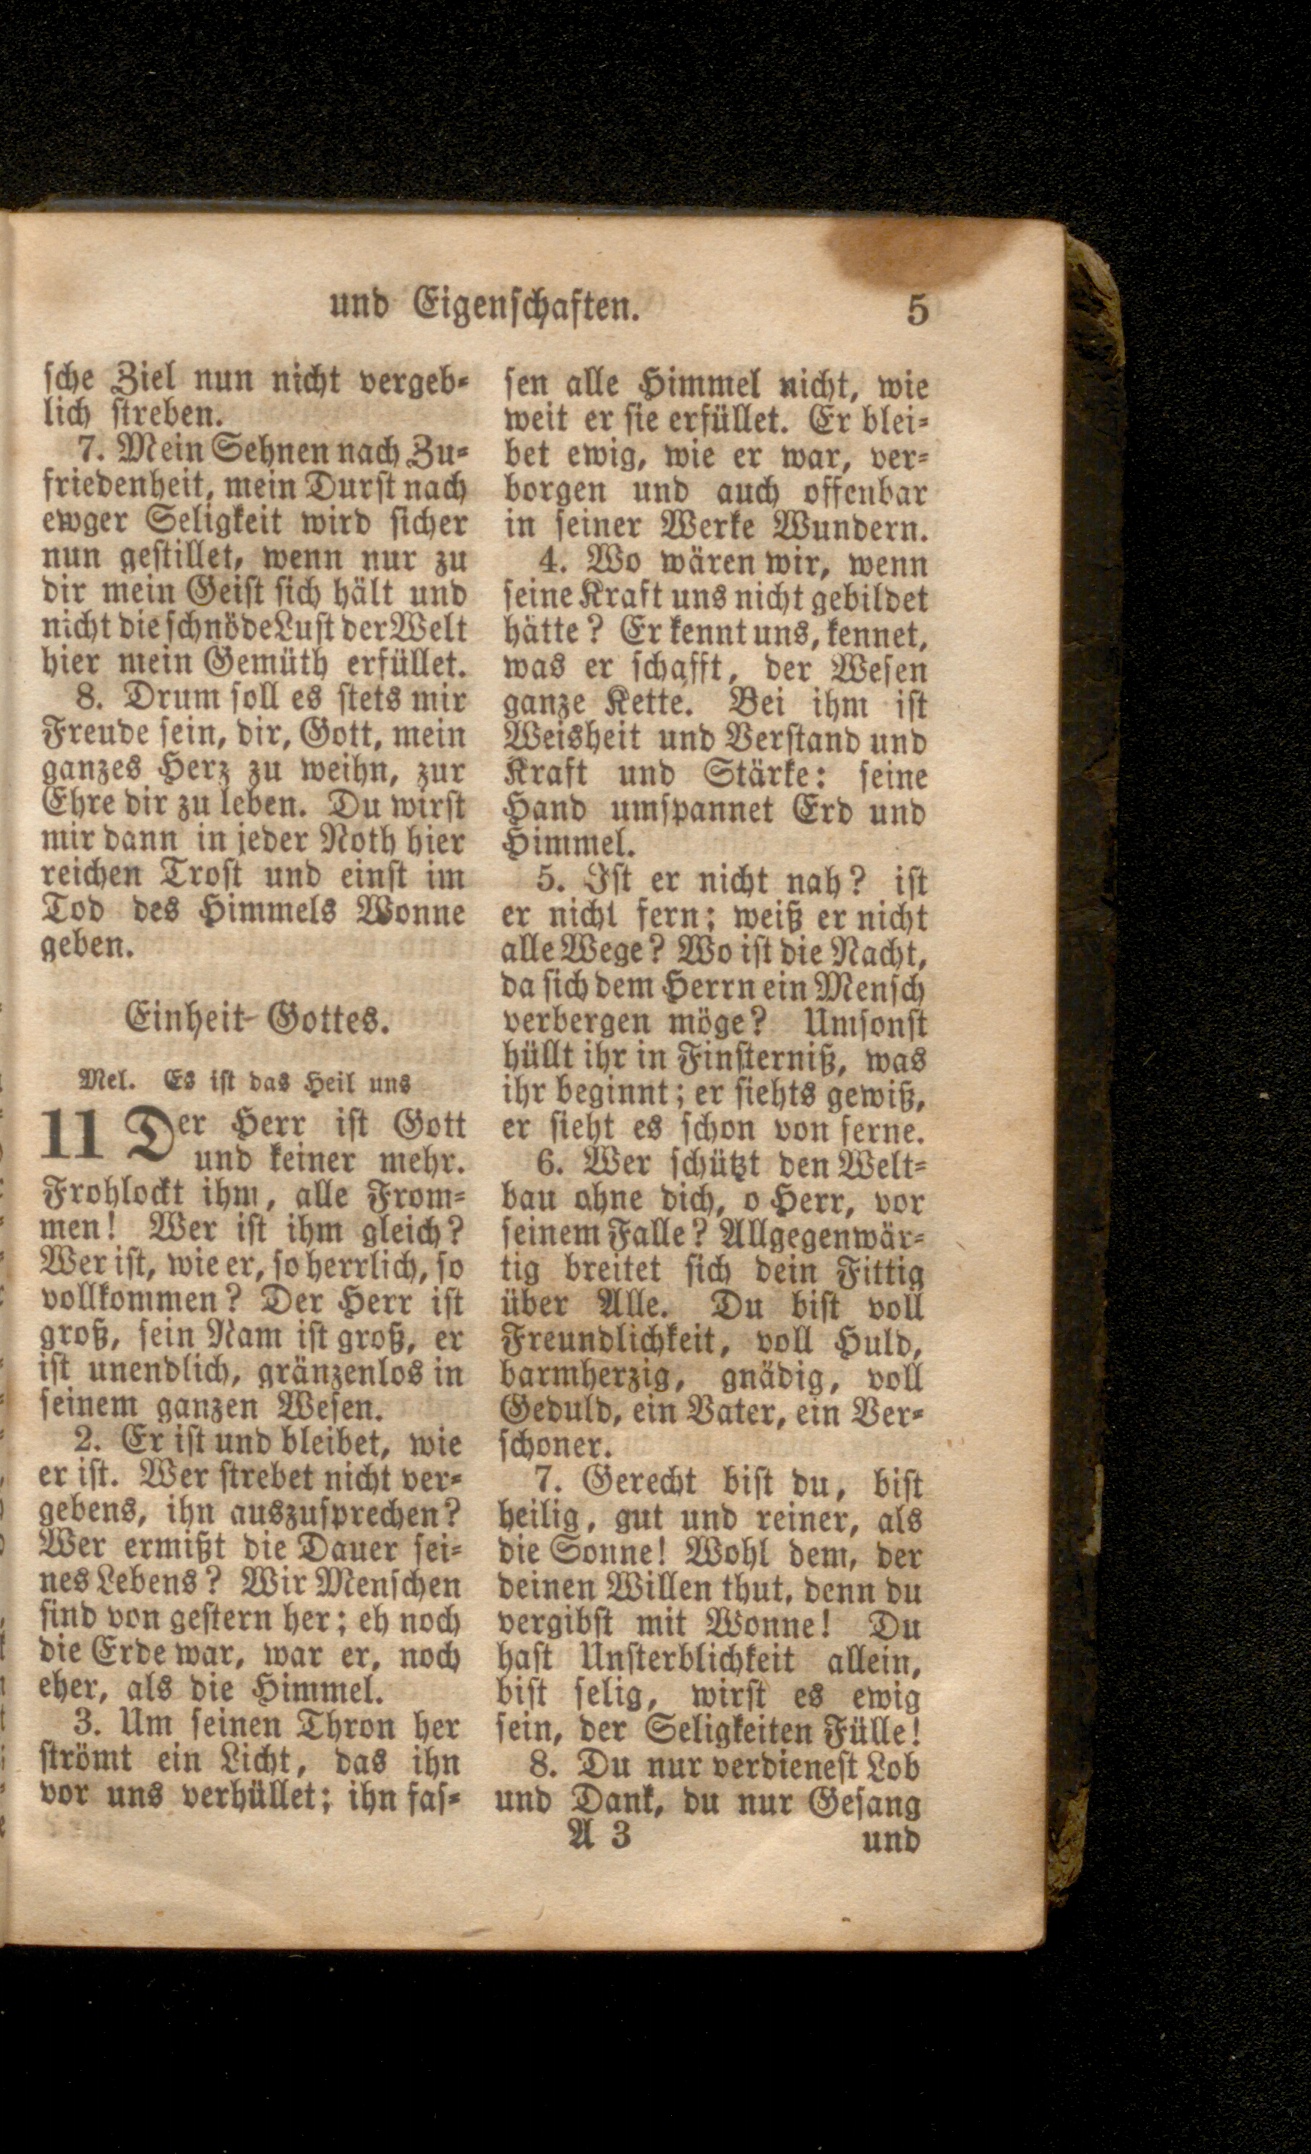 und Eigenschaften. 5
sche Ziel nun nicht vergeb-
lich streben.
7. Mein Sehnen nach Zu-
friedenheit, mein Durst nach
ewger Seligkeit wird sicher
nun gestillet, wenn nur zu
dir mein Geist sich hält und
nicht die schnöde Lust der Welt
hier mein Gemüth erfüllet.
8. Drum soll es stets mir
Freude sein, dir, Gott, mein
ganzes Herz zu weihn, zur
Ehre dir zu leben. Du wirst
mir dann in jeder Noth hier
reichen Trost und einst im
Tod des Himmels Wonne
geben.
Einheit Gottes.
Mel. Es ist das Heil uns
11 Der Herr ist Gott
und keiner mehr.
Frohlockt ihm, alle From-
men! Wer ist ihm gleich?
Wer ist, wie er, so herrlich, so
vollkommen? Der Herr ist
groß, sein Nam ist groß, er
ist unendlich, gränzenlos in
seinem ganzen Wesen.
2. Er ist und bleibet, wie
er ist. Wer strebet nicht ver-
gebens, ihn auszusprechen?
Wer ermißt die Dauer sei-
nes Lebens? Wir Menschen
sind von gestern her; eh noch
die Erde war, war er, noch
eher, als die Himmel.
3. Um seinen Thron her
strömt ein Licht, das ihn
vor uns verhüllet; ihn fas-
sen alle Himmel nicht, wie
weit er sie erfüllet. Er blei-
bet ewig, wie er war, ver-
borgen und auch offenbar
in seiner Werke Wundern.
4. Wo wären wir, wenn
seine Kraft uns nicht gebildet
hätte? Er kennt uns, kennet,
was er schafft, der Wesen
ganze Kette. Bei ihm ist
Weisheit und Verstand und
Kraft und Stärke: seine
Hand umspannet Erd und
Himmel.
5. Ist er nicht nah? ist
er nicht fern; weiß er nicht
alle Wege? Wo ist die Nacht,
da sich dem Herrn ein Mensch
verbergen möge? Umsonst
hüllt ihr in Finsterniß, was
ihr beginnt; er siehts gewiß,
er sieht es schon von ferne.
6. Wer schützt den Welt-
bau ohne dich, o Herr, vor
seinem Falle? Allgegenwär-
tig breitet sich dein Fittig
über Alle. Du bist voll
Freundlichkeit, voll Huld,
barmherzig, gnädig, voll
Geduld, ein Vater, ein Ver-
schoner.
7. Gerecht bist du, bist
heilig, gut und reiner, als
die Sonne! Wohl dem, der
deinen Willen thut, denn du
vergibst mit Wonne! Du
hast Unsterblichkeit allein,
bist selig, wirst es ewig
sein, der Seligkeiten Fülle!
8. Du nur verdienest Lob
und Dank, du nur Gesang
A 3 und